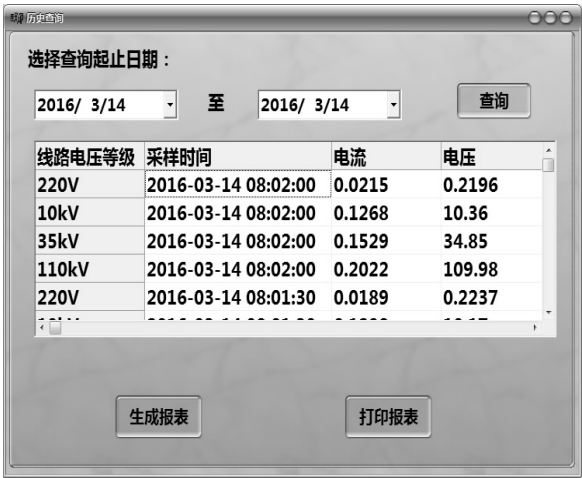 历史查询
选择查询起止日期：
2016/ 3/14 至 2016/ 3/14 查询
线路电压等级 采样时间 电流 电压
220V 2016-03-14 08:02:00 0.0215 0.2196
10kV 2016-03-14 08:02:00 0.1268 10.36
35kV 2016-03-14 08:02:00 0.1529 34.85
110kV 2016-03-14 08:02:00 0.2022 109.98
220V 2016-03-14 08:01:30 0.0189 0.2237
生成报表 打印报表